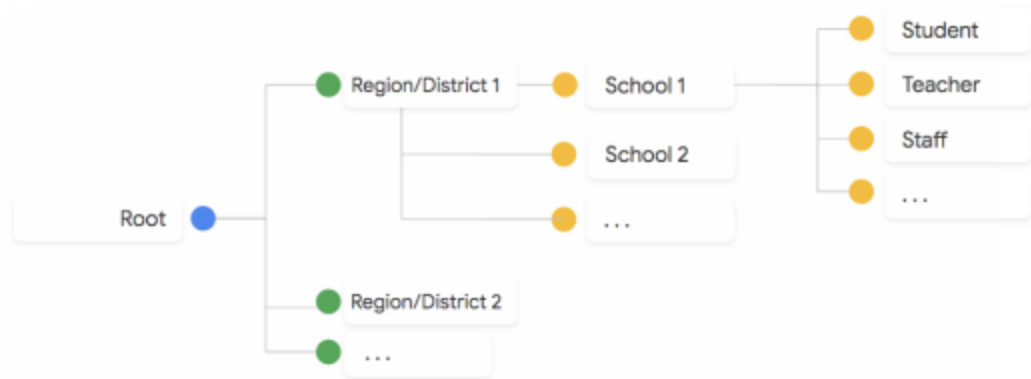 Root
Region/District 1
School 1
School 2
...
Student
Teacher
Staff
...
Region/District 2
...